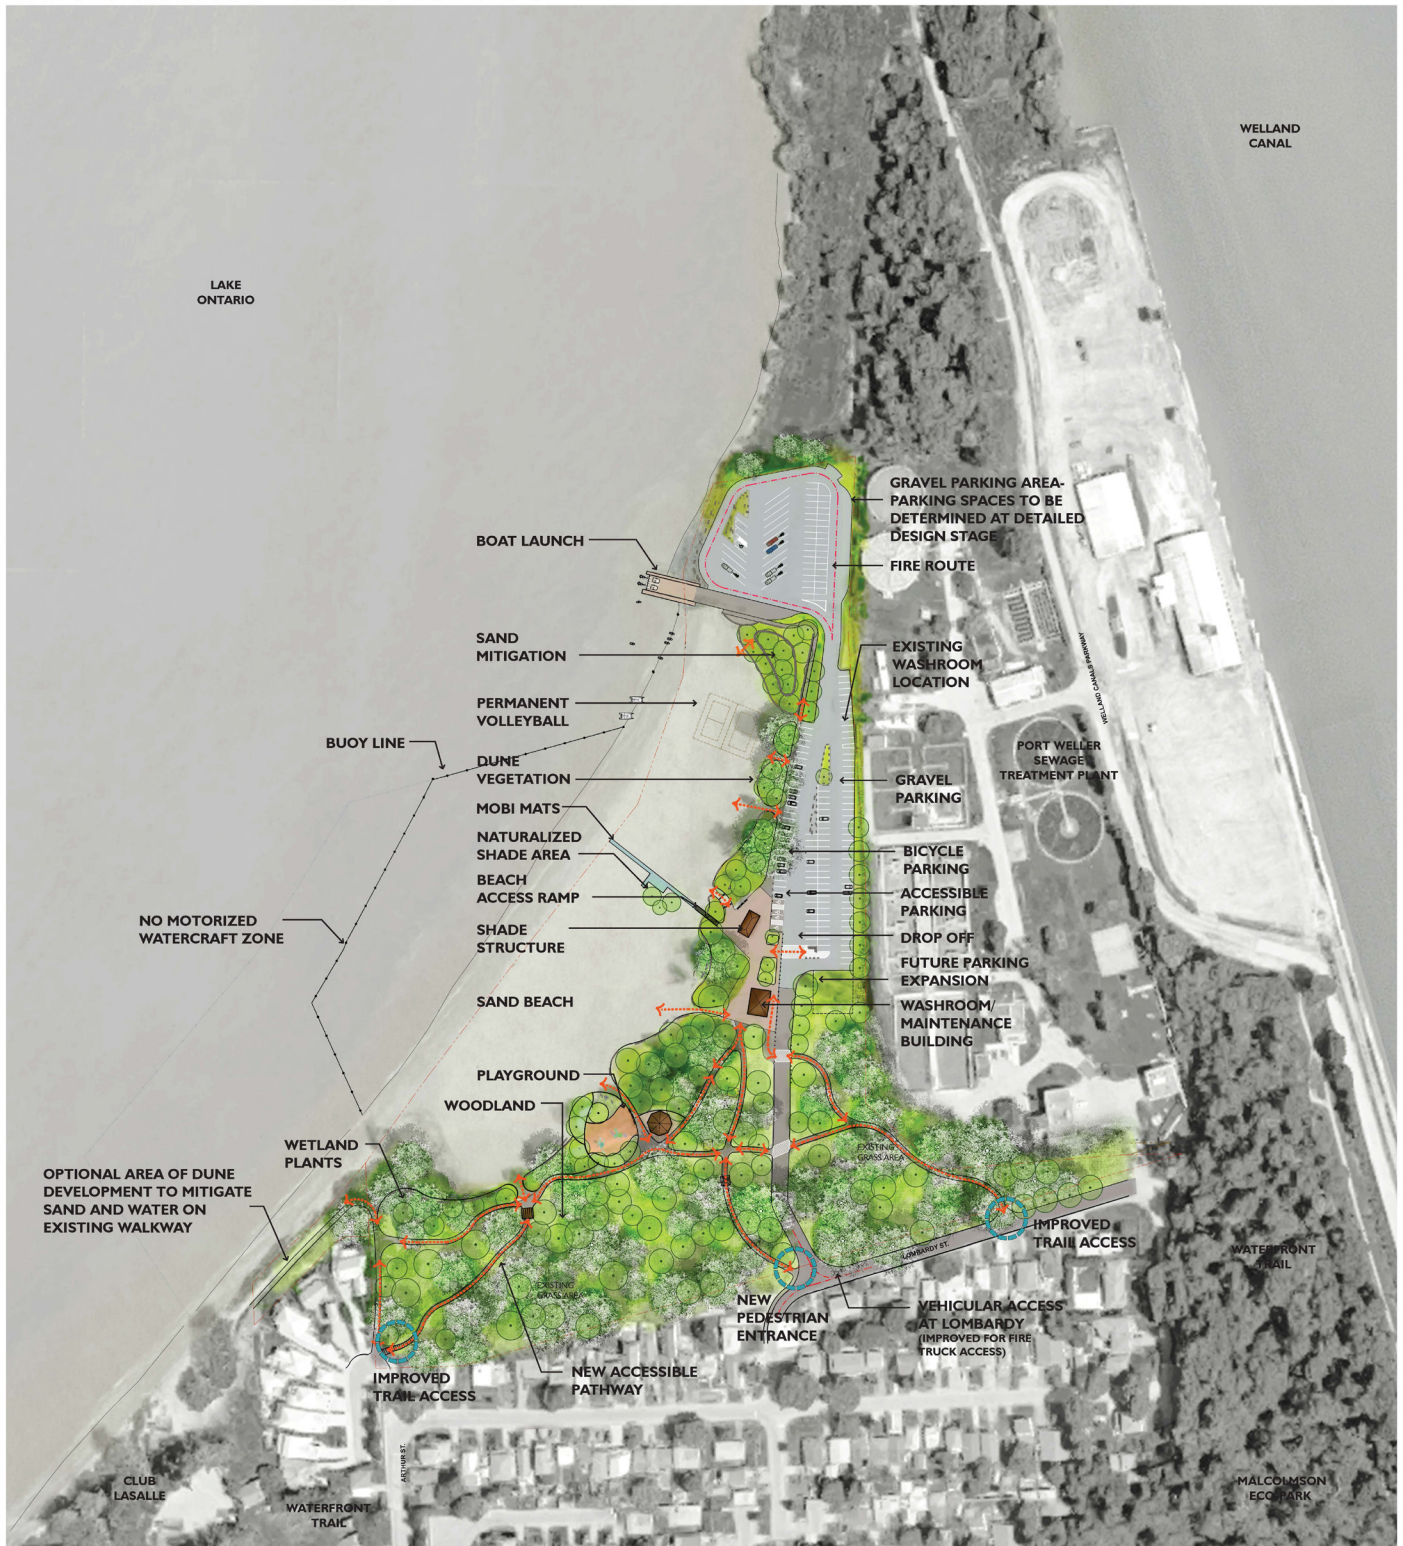 WELLAND
CANAL
LAKE
ONTARIO
GRAVEL PARKING AREA-
PARKING SPACES TO BE
DETERMINED AT DETAILED
DESIGN STAGE
BOAT LAUNCH
FIRE ROUTE
SAND
MITIGATION
EXISTING
WASHROOM
LOCATION
WELLAND CANALS PARKWAY
PERMANENT
VOLLEYBALL
BUOY LINE
PORT WELLER
SEWAGE
TREATMENT PLANT
DUNE
VEGETATION
GRAVEL
PARKING
MOBI MATS
NATURALIZED
SHADE AREA
BICYCLE
PARKING
BEACH
ACCESS RAMP
ACCESSIBLE
PARKING
NO MOTORIZED
WATERCRAFT ZONE
SHADE
STRUCTURE
DROP OFF
FUTURE PARKING
EXPANSION
SAND BEACH
WASHROOM/
MAINTENANCE
BUILDING
PLAYGROUND
WOODLAND
WETLAND
PLANTS
EXISTING
GRASS AREA
OPTIONAL AREA OF DUNE
DEVELOPMENT TO MITIGATE
SAND AND WATER ON
EXISTING WALKWAY
IMPROVED
TRAIL ACCESS
LOMBARDY ST.
WATERFRONT
TRAIL
EXISTING
GRASS AREA
NEW
PEDESTRIAN
ENTRANCE
VEHICULAR ACCESS
AT LOMBARDY
(IMPROVED FOR FIRE
TRUCK ACCESS)
IMPROVED
TRAIL ACCESS
NEW ACCESSIBLE
PATHWAY
ARTHUR ST.
CLUB
LASALLE
WATERFRONT
TRAIL
MALCOLMSON
ECO-PARK